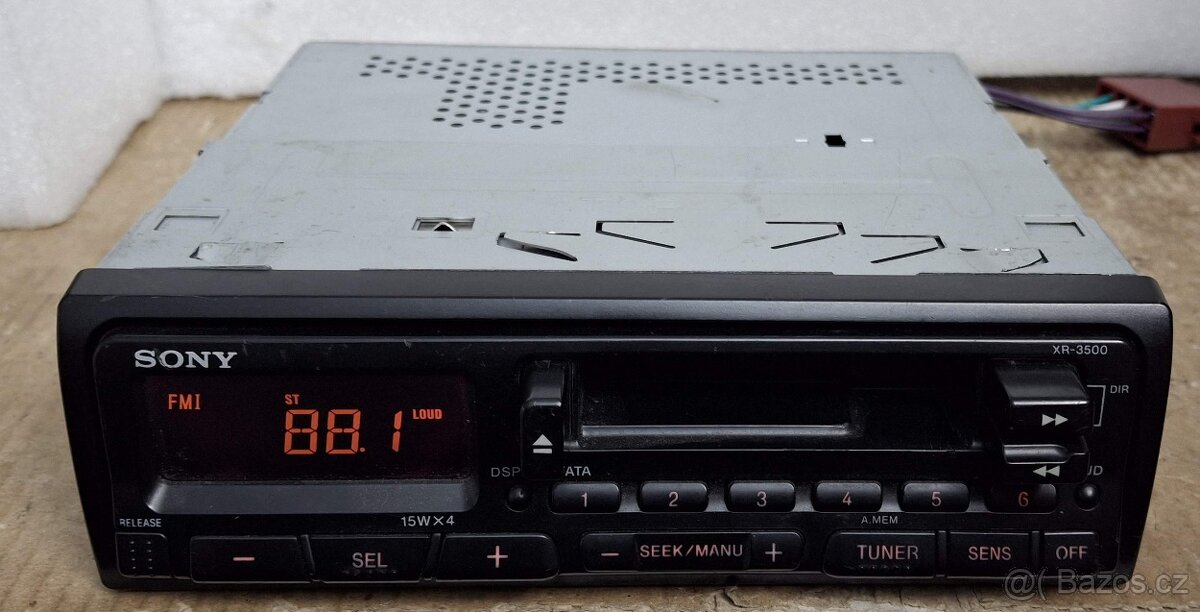 SONY
XR-3500
FMI ST 88.1 LOUD
DIR
DSP
ATA
UD
1 2 3 4 5 6
RELEASE
15W×4
A.MEM
− SEL +
− SEEK/MANU +
TUNER
SENS
OFF
@( Bazos.cz